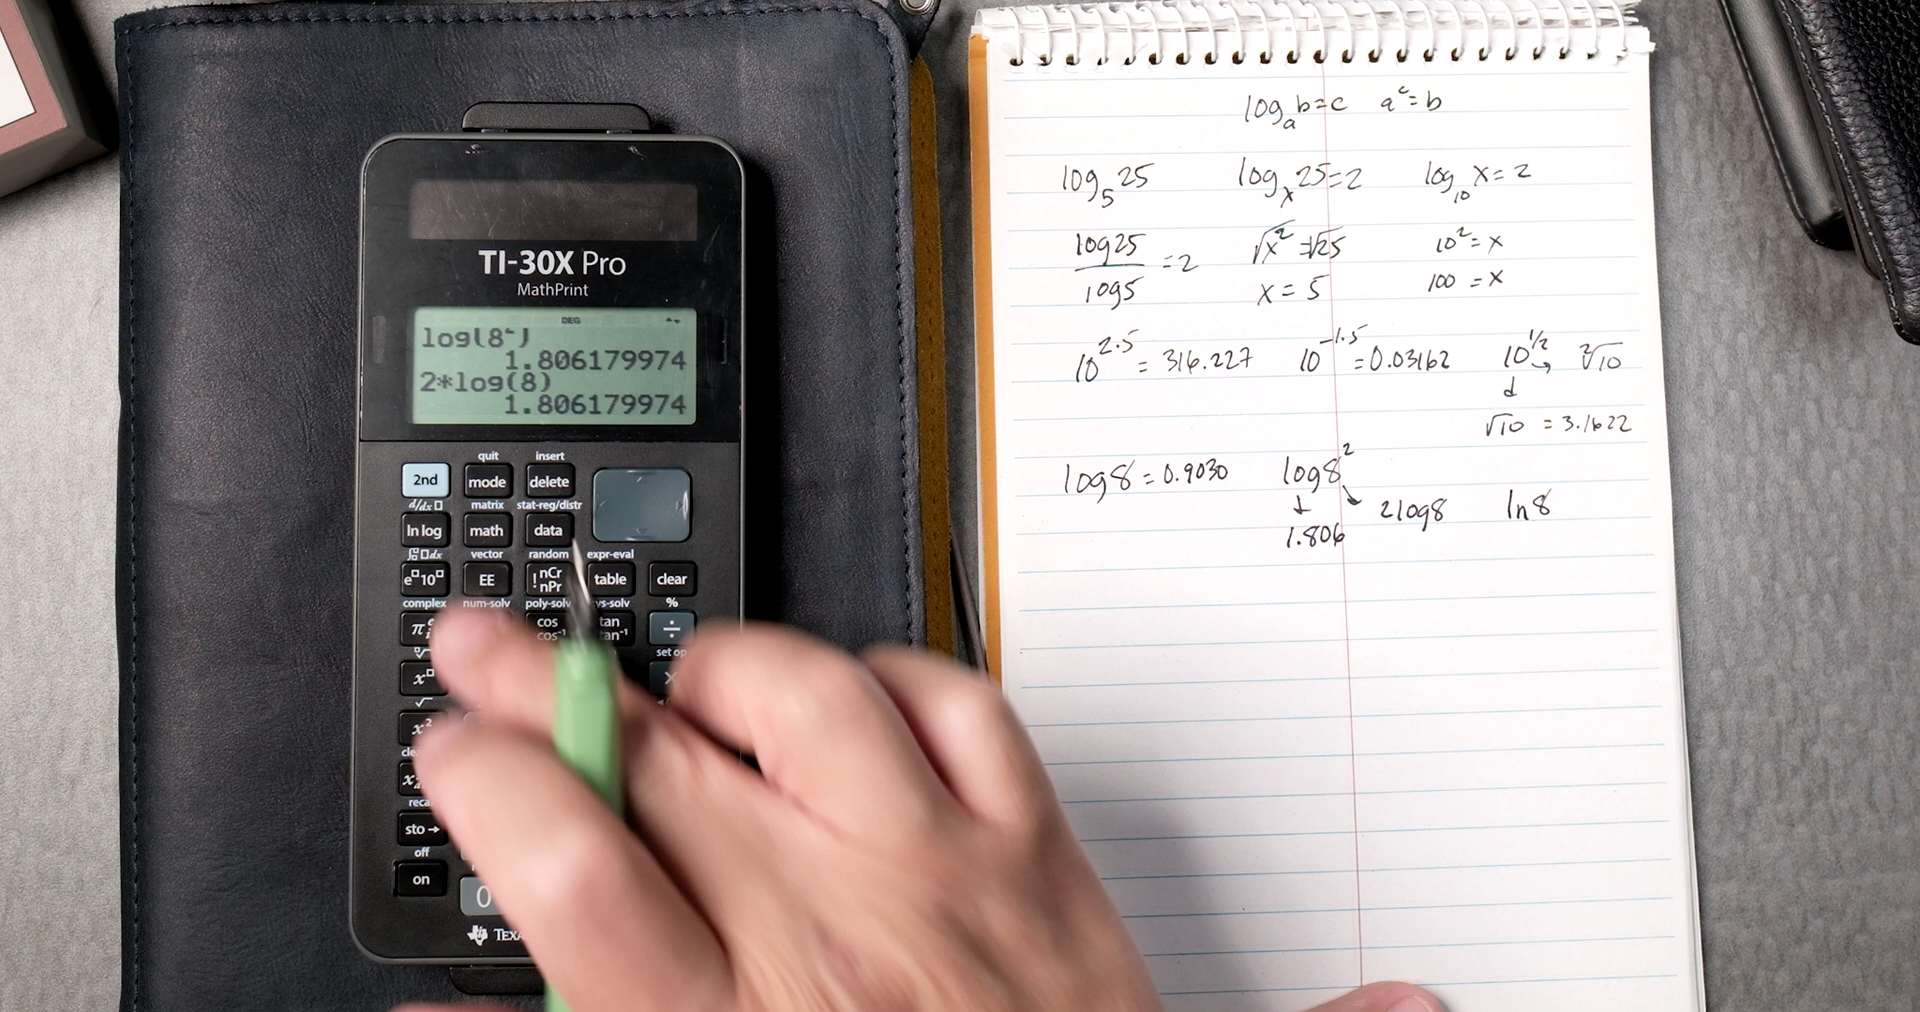 TI-30X Pro
MathPrint
DEG
log(8²)
1.806179974
2*log(8)
1.806179974
quit insert
2nd mode delete
d/dx□ matrix stat-reg/distr
ln log math data
∫□dx vector random expr-eval
e□10□ EE ! nCr nPr table clear
complex num-solv poly-solv sys-solv %
π e i cos cos⁻¹ tan tan⁻¹ ÷
set op
x□ ×
√
x²
sto→
off
on 0
log_a b=c a^c=b
log_5 25 log_x 25=2 log_10 x=2
log25/log5 =2 √x²=√25 10²=x
x=5 100=x
10^2.5 = 316.227 10^-1.5 =0.03162 10^1/2 → ²√10
↓
√10 = 3.1622
log8=0.9030 log8² → 2log8 ln8
↓
1.806